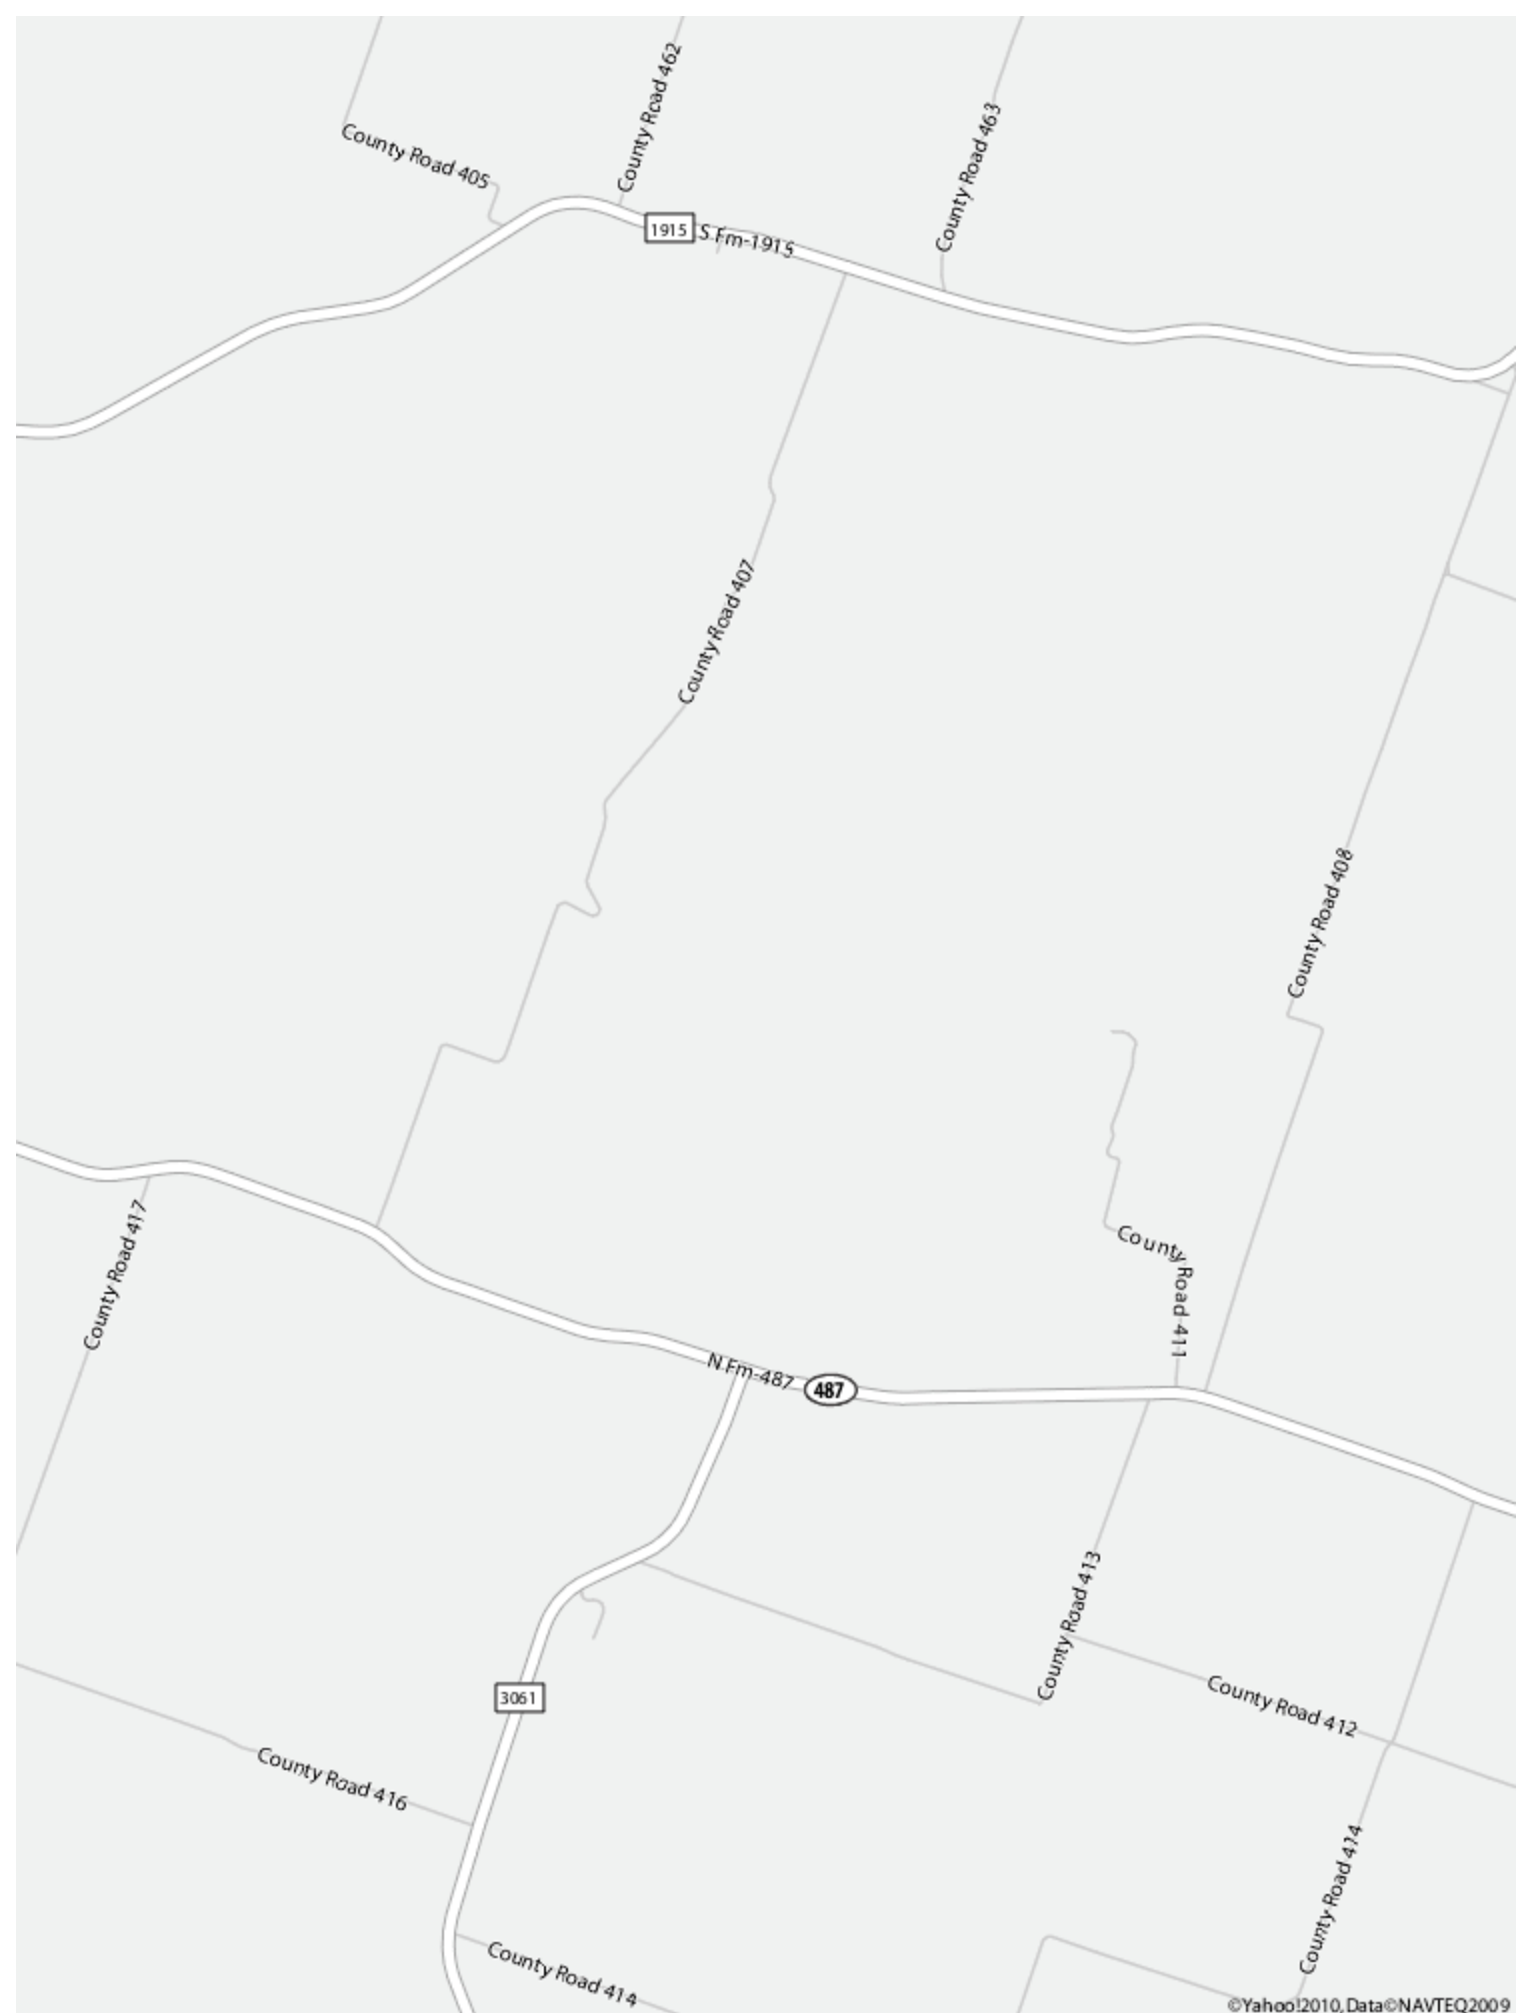 County Road 462
County Road 463
County Road 405
1915
S Fm-1915
County Road 407
County Road 408
County Road 417
County Road 411
N Fm-487
487
County Road 413
3061
County Road 412
County Road 416
County Road 474
County Road 414
©Yahoo!2010, Data©NAVTEQ2009